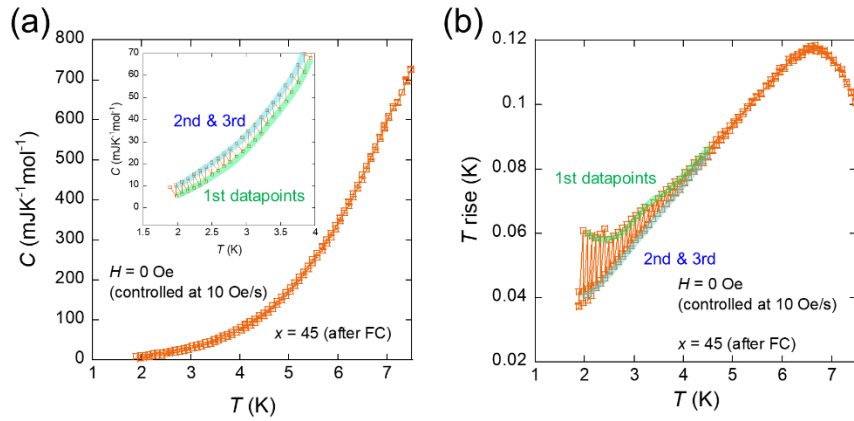 (a)
800
700
600
500
400
300
200
100
0
C (mJK⁻¹mol⁻¹)
1
2
3
4
5
6
7
T (K)
H = 0 Oe
(controlled at 10 Oe/s)
x = 45 (after FC)
70
60
50
40
30
20
10
0
C (mJK⁻¹mol⁻¹)
2nd & 3rd
1st datapoints
1.5
2
2.5
3
3.5
4
T (K)
(b)
0.12
0.1
0.08
0.06
0.04
0.02
T rise (K)
1st datapoints
2nd & 3rd
H = 0 Oe
(controlled at 10 Oe/s)
x = 45 (after FC)
1
2
3
4
5
6
7
T (K)